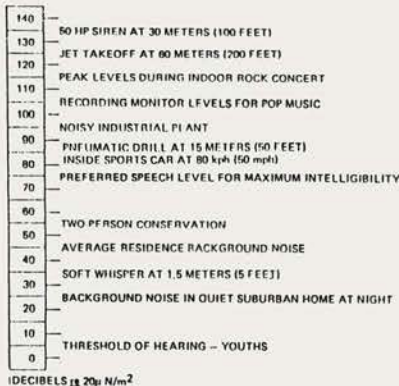 140
50 HP SIREN AT 30 METERS (100 FEET)
130
JET TAKEOFF AT 60 METERS (200 FEET)
120
PEAK LEVELS DURING INDOOR ROCK CONCERT
110
RECORDING MONITOR LEVELS FOR POP MUSIC
100
NOISY INDUSTRIAL PLANT
90
PNEUMATIC DRILL AT 15 METERS (50 FEET)
INSIDE SPORTS CAR AT 80 kph (50 mph)
80
PREFERRED SPEECH LEVEL FOR MAXIMUM INTELLIGIBILITY
70
60
TWO PERSON CONSERVATION
50
AVERAGE RESIDENCE BACKGROUND NOISE
40
SOFT WHISPER AT 1.5 METERS (5 FEET)
30
BACKGROUND NOISE IN QUIET SUBURBAN HOME AT NIGHT
20
10
THRESHOLD OF HEARING – YOUTHS
0
(DECIBELS re 20μ N/m²